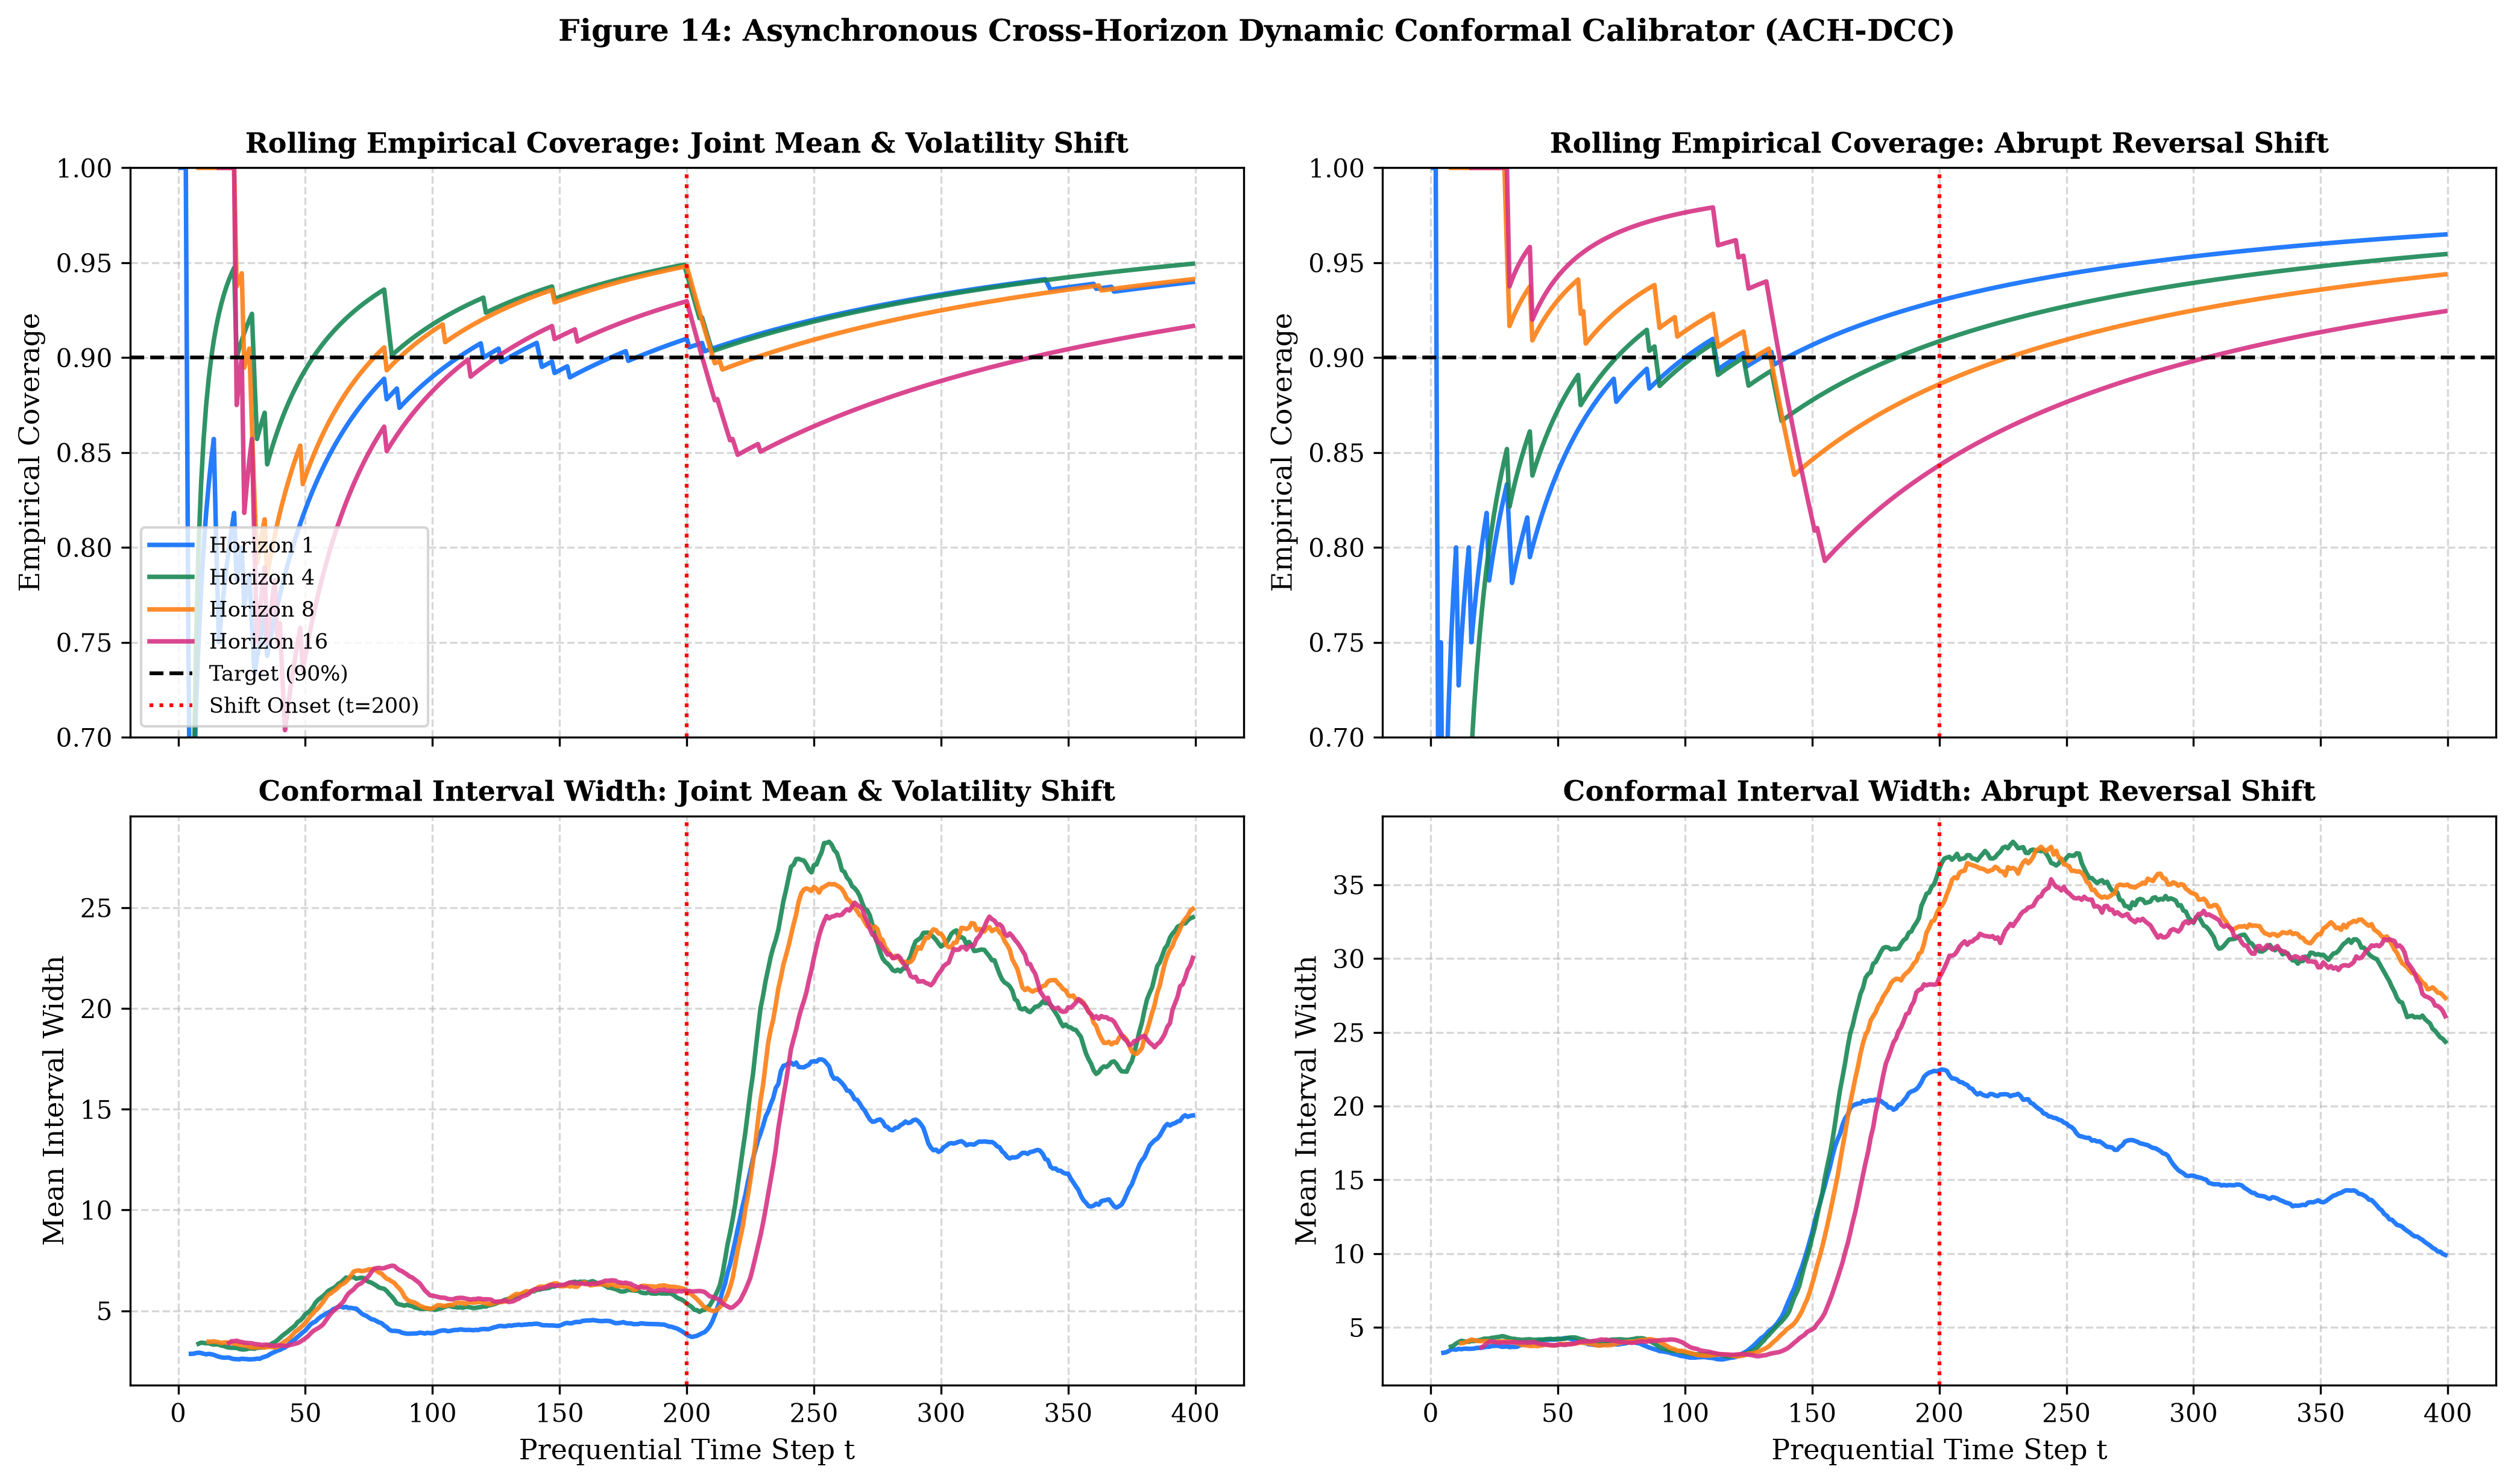 Figure 14: Asynchronous Cross-Horizon Dynamic Conformal Calibrator (ACH-DCC)
Rolling Empirical Coverage: Joint Mean & Volatility Shift
Empirical Coverage
1.00
0.95
0.90
0.85
0.80
0.75
0.70
Horizon 1
Horizon 4
Horizon 8
Horizon 16
Target (90%)
Shift Onset (t=200)
Rolling Empirical Coverage: Abrupt Reversal Shift
Empirical Coverage
1.00
0.95
0.90
0.85
0.80
0.75
0.70
Conformal Interval Width: Joint Mean & Volatility Shift
Mean Interval Width
25
20
15
10
5
0 50 100 150 200 250 300 350 400
Prequential Time Step t
Conformal Interval Width: Abrupt Reversal Shift
Mean Interval Width
35
30
25
20
15
10
5
0 50 100 150 200 250 300 350 400
Prequential Time Step t